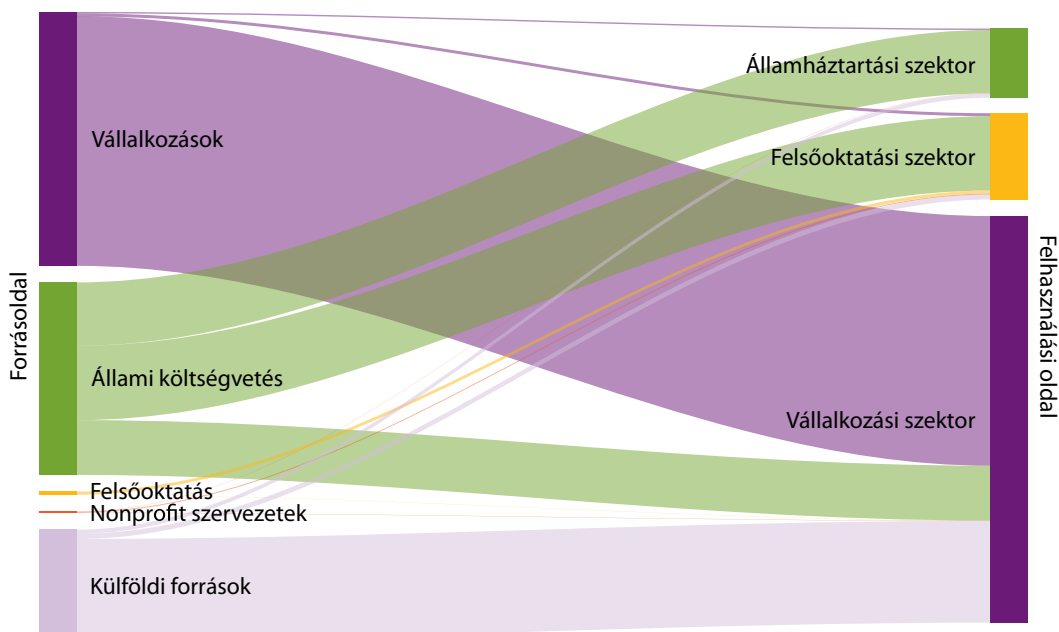 Forrásoldal
Vállalkozások
Állami költségvetés
Felsőoktatás
Nonprofit szervezetek
Külföldi források
Államháztartási szektor
Felsőoktatási szektor
Vállalkozási szektor
Felhasználási oldal